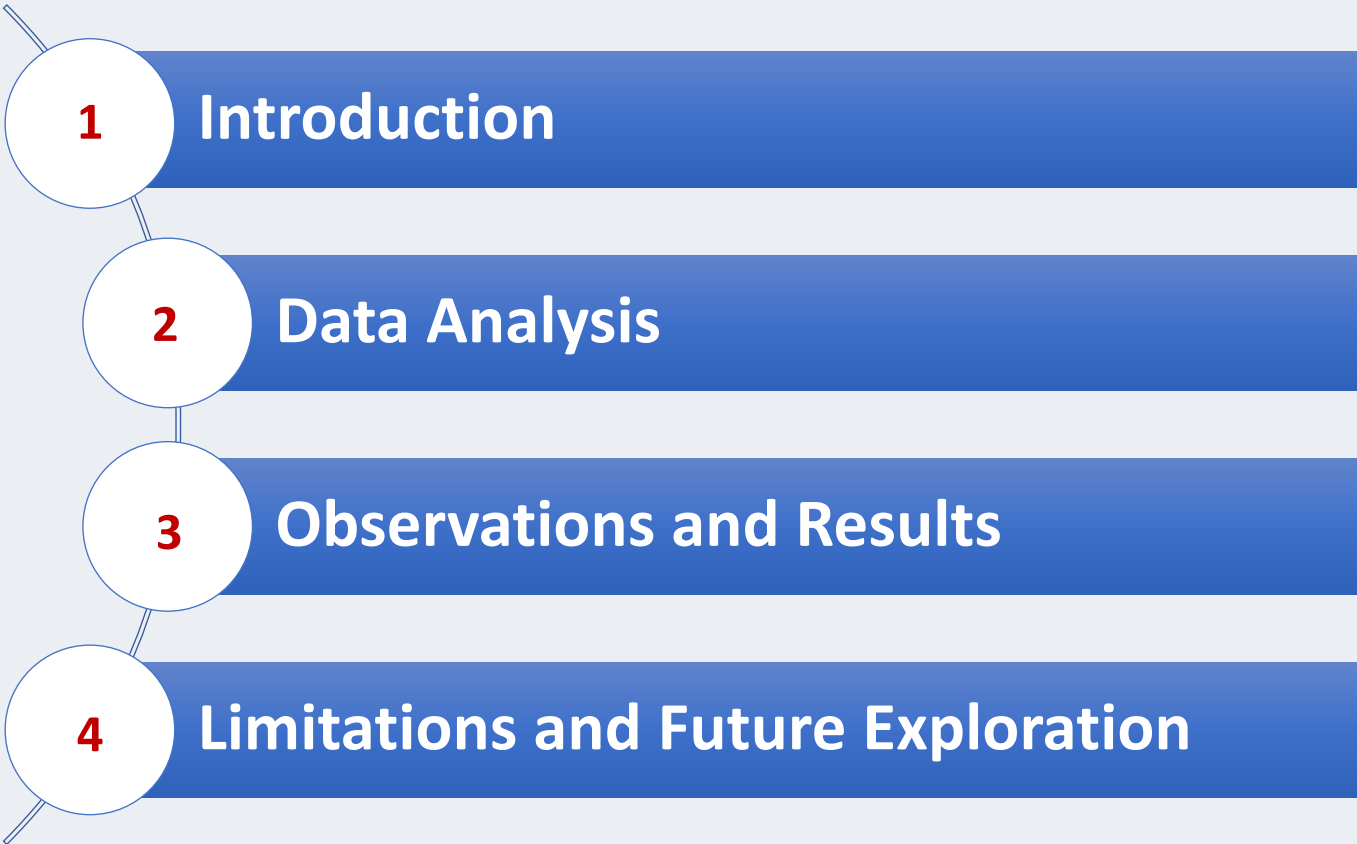 1 Introduction
2 Data Analysis
3 Observations and Results
4 Limitations and Future Exploration